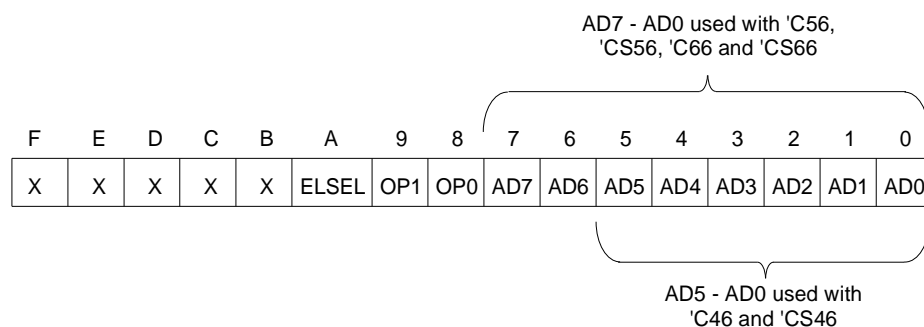 AD7 - AD0 used with 'C56,
'CS56, 'C66 and 'CS66
F E D C B A 9 8 7 6 5 4 3 2 1 0
X X X X X ELSEL OP1 OP0 AD7 AD6 AD5 AD4 AD3 AD2 AD1 AD0
AD5 - AD0 used with
'C46 and 'CS46